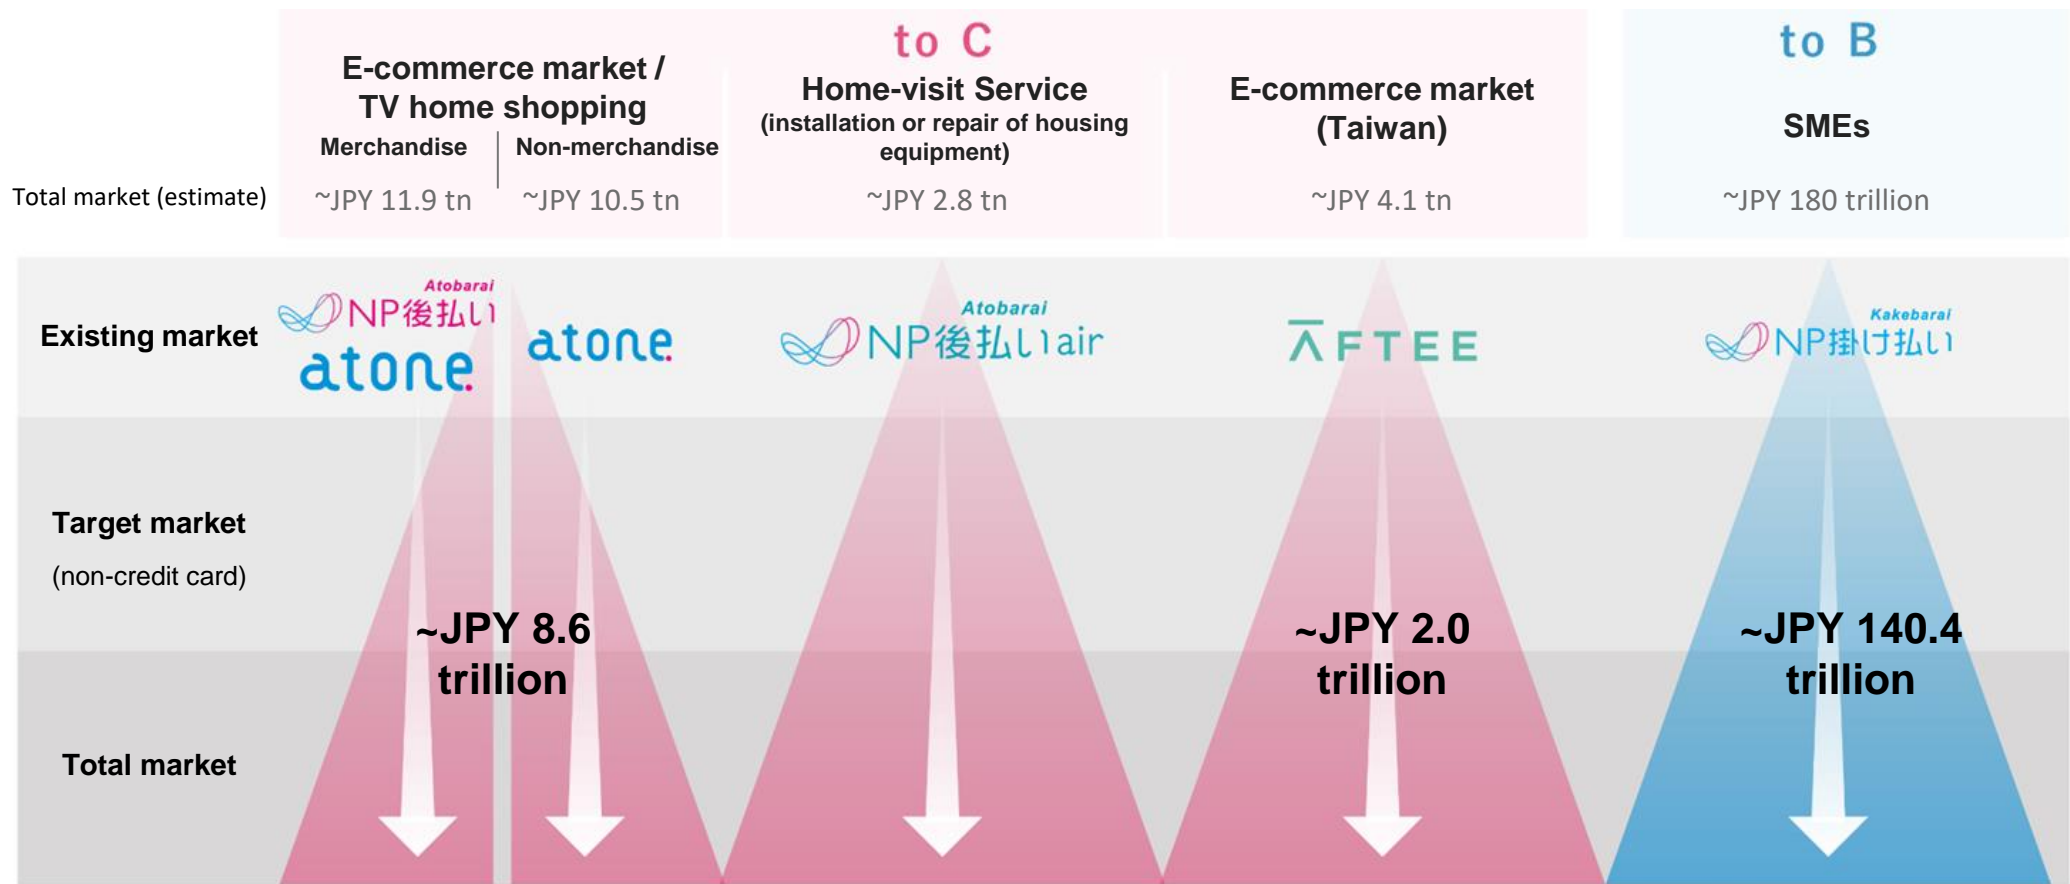 to C
to B
E-commerce market /
TV home shopping
Merchandise
Non-merchandise
Home-visit Service
(installation or repair of housing
equipment)
E-commerce market
(Taiwan)
SMEs
Total market (estimate)
~JPY 11.9 tn
~JPY 10.5 tn
~JPY 2.8 tn
~JPY 4.1 tn
~JPY 180 trillion
Existing market
Atobarai
NP後払い
atone.
atone.
Atobarai
NP後払いair
AFTEE
Kakebarai
NP掛け払い
Target market
(non-credit card)
~JPY 8.6
trillion
~JPY 2.0
trillion
~JPY 140.4
trillion
Total market